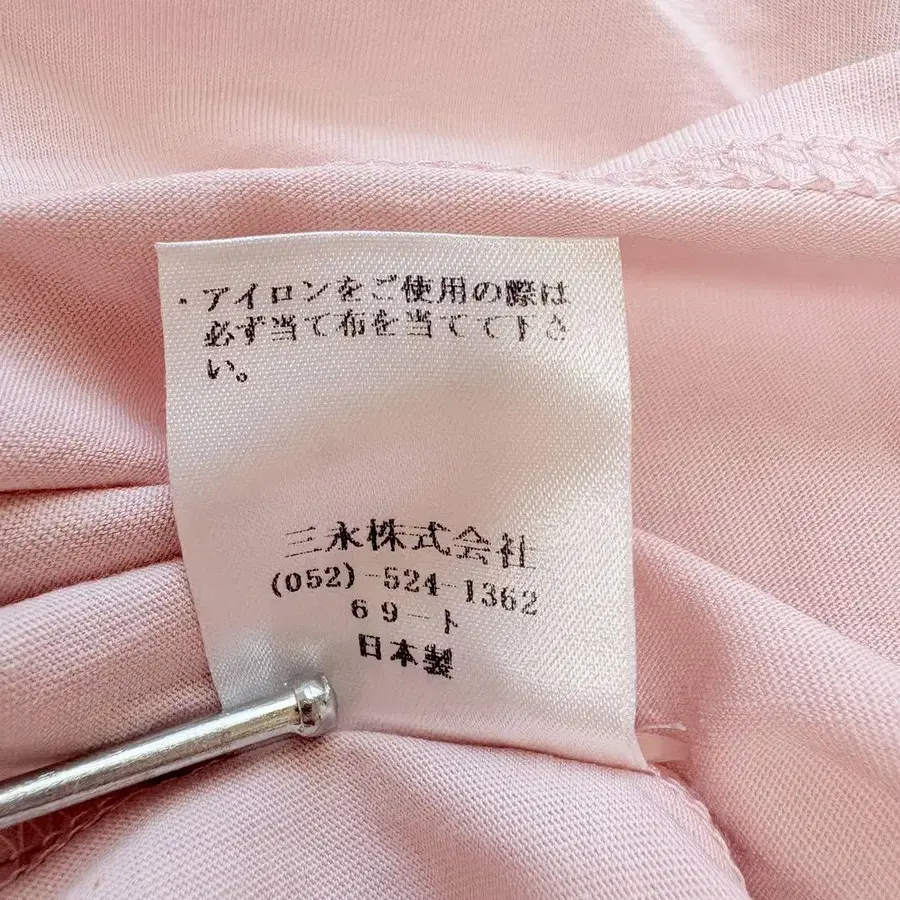 ・アイロンをご使用の際は
必ず当て布を当てて下さ
い。
三永株式会社
(052)-524-1362
69-ト
日本製